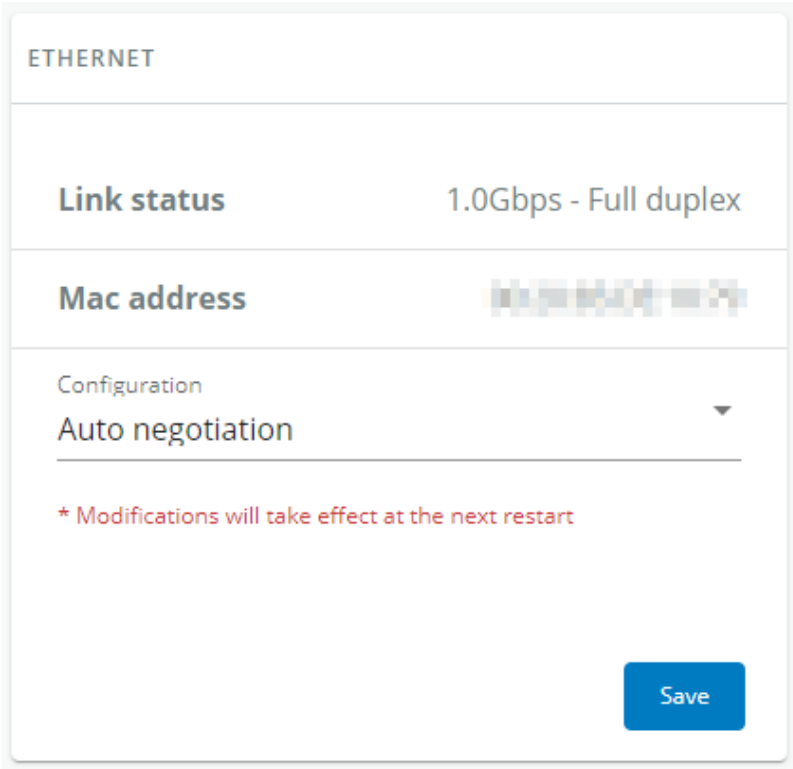 ETHERNET
Link status 1.0Gbps - Full duplex
Mac address
Configuration
Auto negotiation
* Modifications will take effect at the next restart
Save